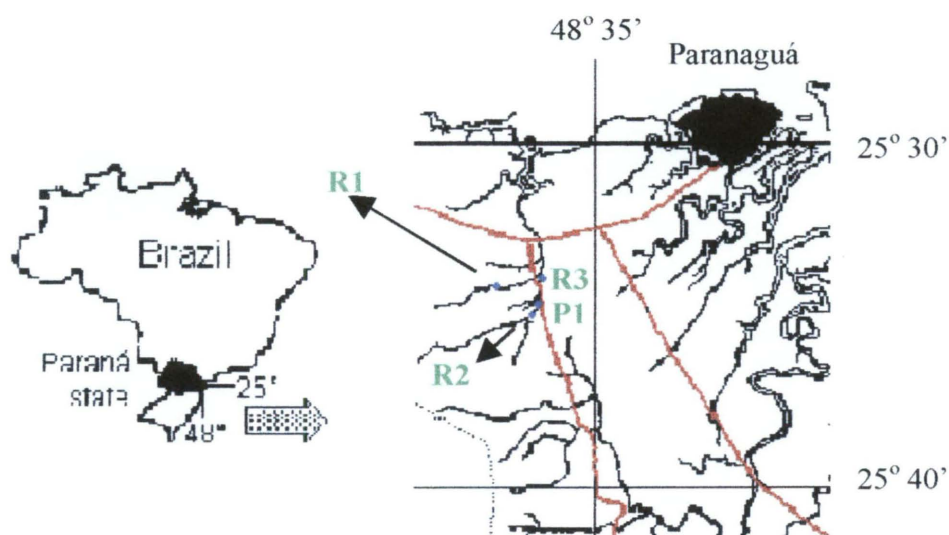 48° 35'
Paranaguá
25° 30'
R1
Brazil
R3
P1
Paraná
state
R2
25°
48°
25° 40'